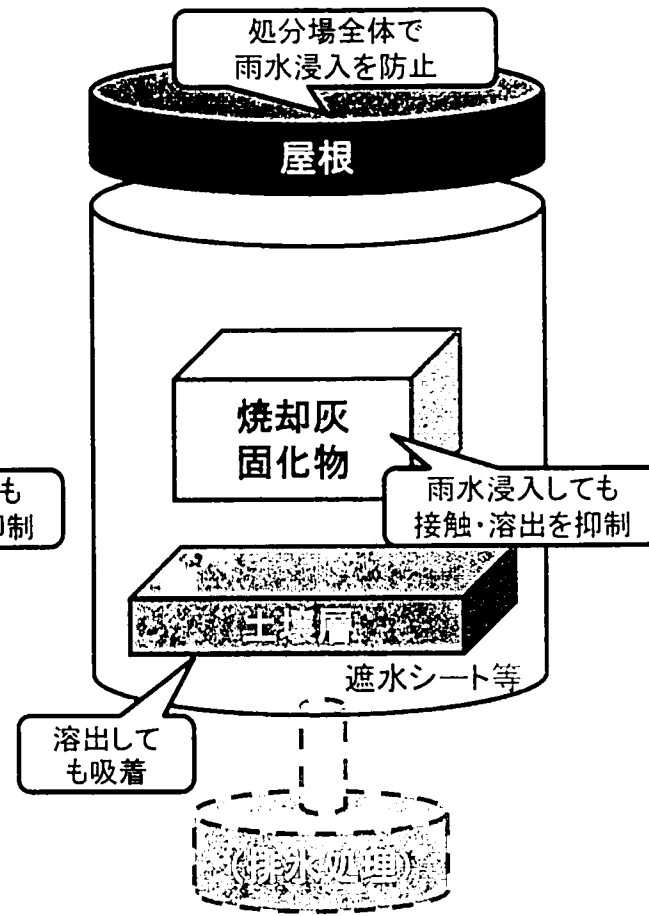 処分場全体で
雨水浸入を防止
屋根
焼却灰
固化物
も
制
雨水浸入しても
接触・溶出を抑制
土壌層
遮水シート等
溶出して
も吸着
(排水処理)